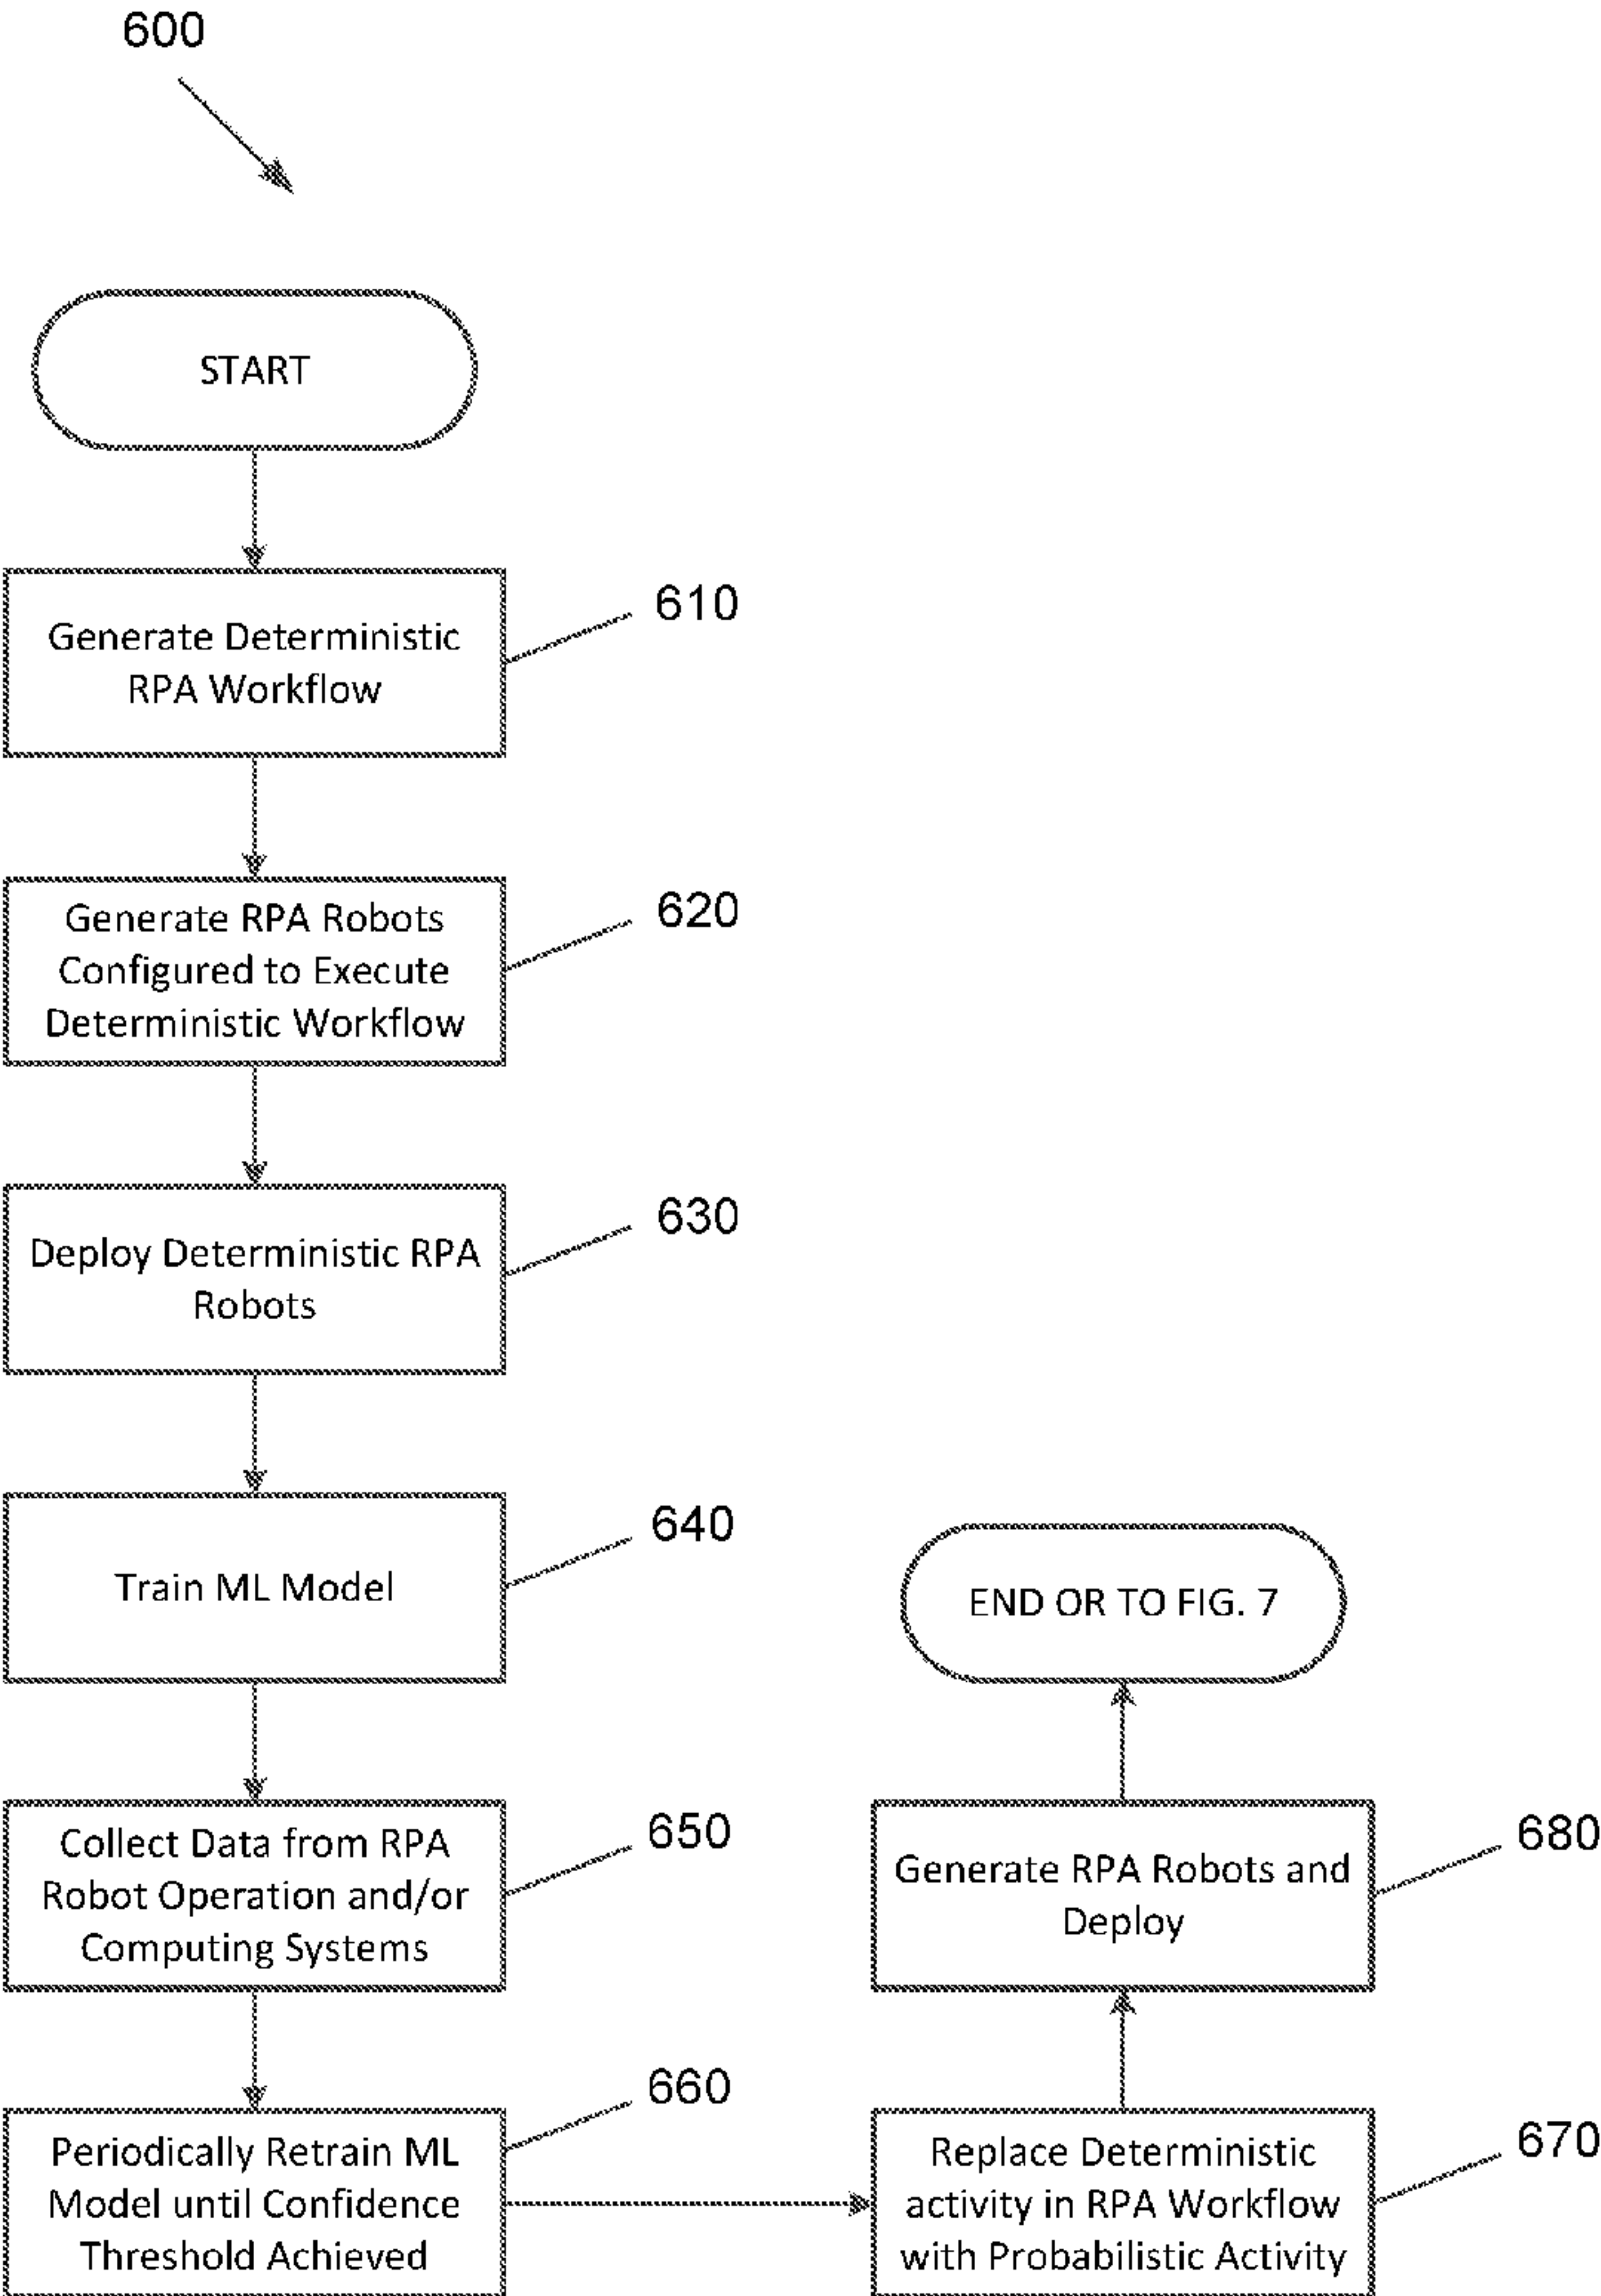 600
START
Generate Deterministic
RPA Workflow
610
Generate RPA Robots
Configured to Execute
Deterministic Workflow
620
Deploy Deterministic RPA
Robots
630
Train ML Model
640
Collect Data from RPA
Robot Operation and/or
Computing Systems
650
Periodically Retrain ML
Model until Confidence
Threshold Achieved
660
Replace Deterministic
activity in RPA Workflow
with Probabilistic Activity
670
Generate RPA Robots and
Deploy
680
END OR TO FIG. 7